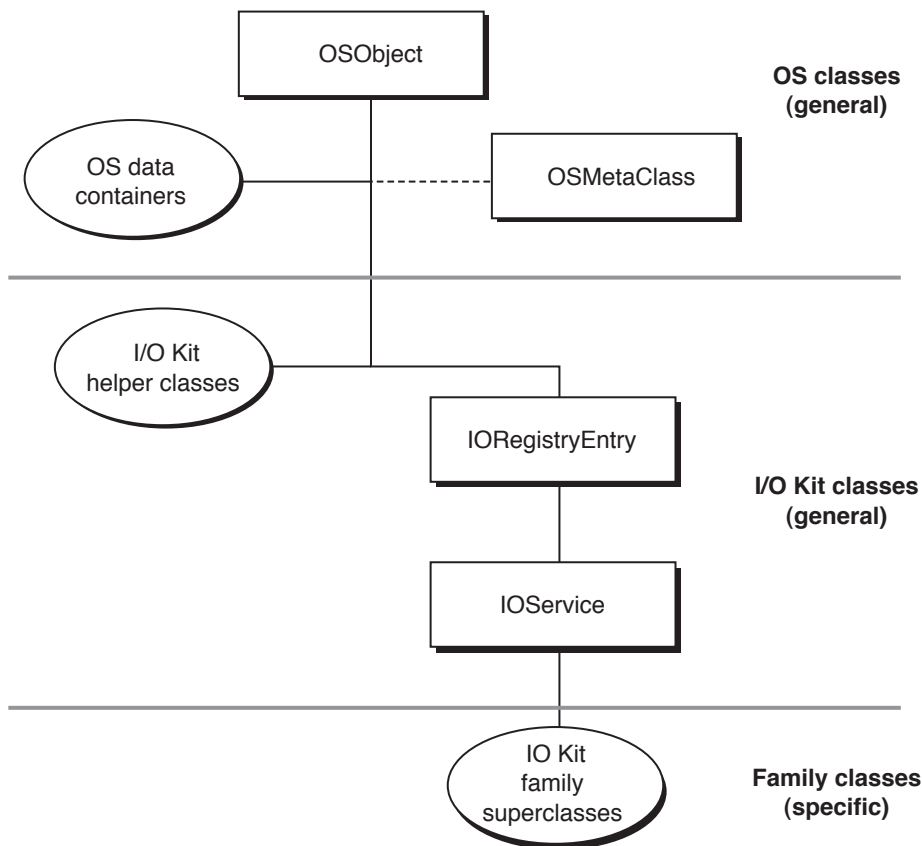 OSObject
OS classes
(general)
OS data
containers
OSMetaClass
I/O Kit
helper classes
IORegistryEntry
I/O Kit classes
(general)
IOService
IO Kit
family
superclasses
Family classes
(specific)